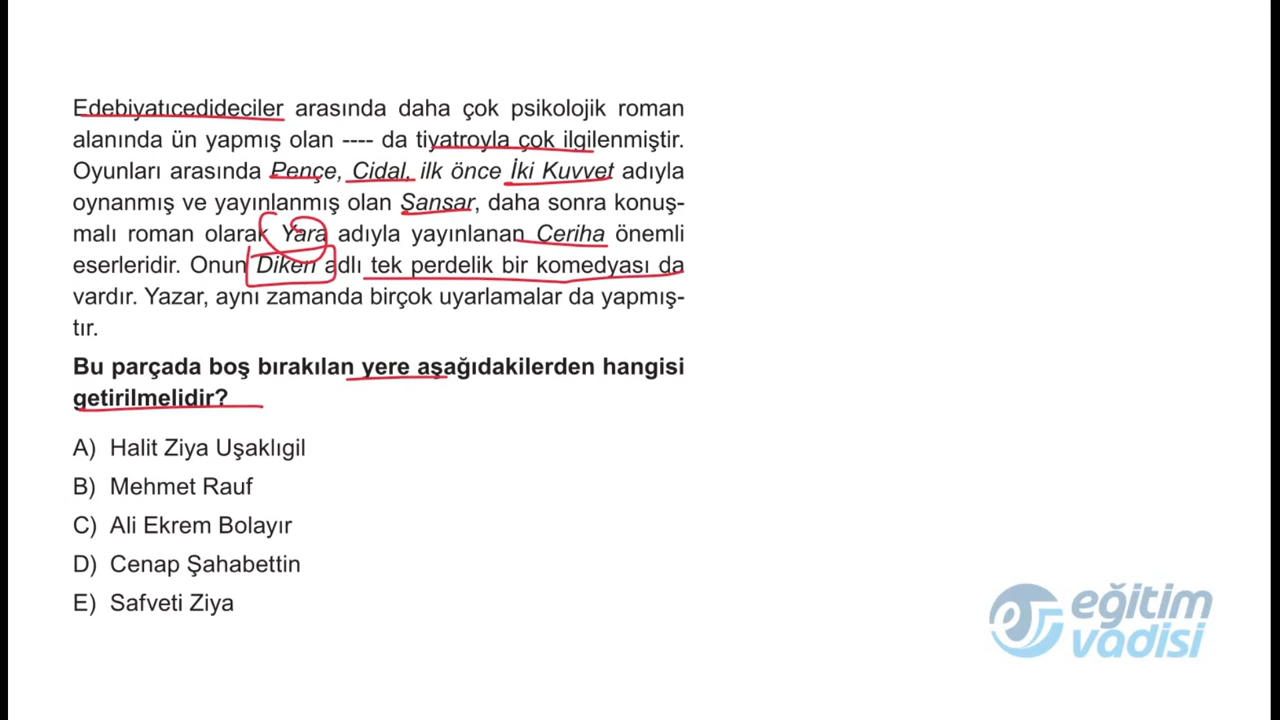 Edebiyatıcedideciler arasında daha çok psikolojik roman
alanında ün yapmış olan ---- da tiyatroyla çok ilgilenmiştir.
Oyunları arasında Pençe, Cidal, ilk önce İki Kuvvet adıyla
oynanmış ve yayınlanmış olan Şansar, daha sonra konuş-
malı roman olarak Yara adıyla yayınlanan Ceriha önemli
eserleridir. Onun Diken adlı tek perdelik bir komedyası da
vardır. Yazar, aynı zamanda birçok uyarlamalar da yapmış-
tır.
Bu parçada boş bırakılan yere aşağıdakilerden hangisi
getirilmelidir?
A) Halit Ziya Uşaklıgil
B) Mehmet Rauf
C) Ali Ekrem Bolayır
D) Cenap Şahabettin
E) Safveti Ziya
eğitim
vadisi